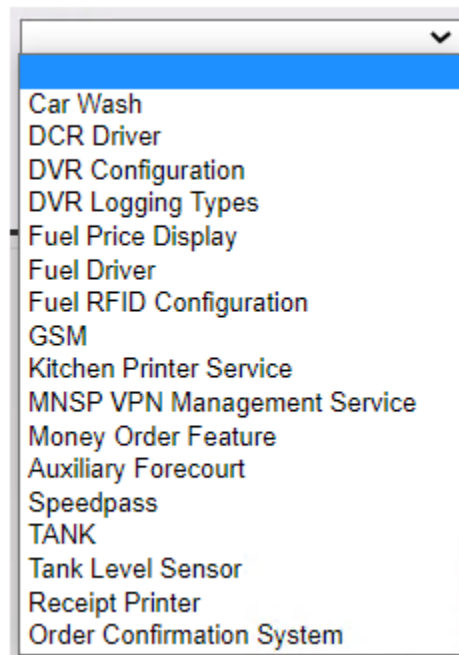 Car Wash
DCR Driver
DVR Configuration
DVR Logging Types
Fuel Price Display
Fuel Driver
Fuel RFID Configuration
GSM
Kitchen Printer Service
MNSP VPN Management Service
Money Order Feature
Auxiliary Forecourt
Speedpass
TANK
Tank Level Sensor
Receipt Printer
Order Confirmation System